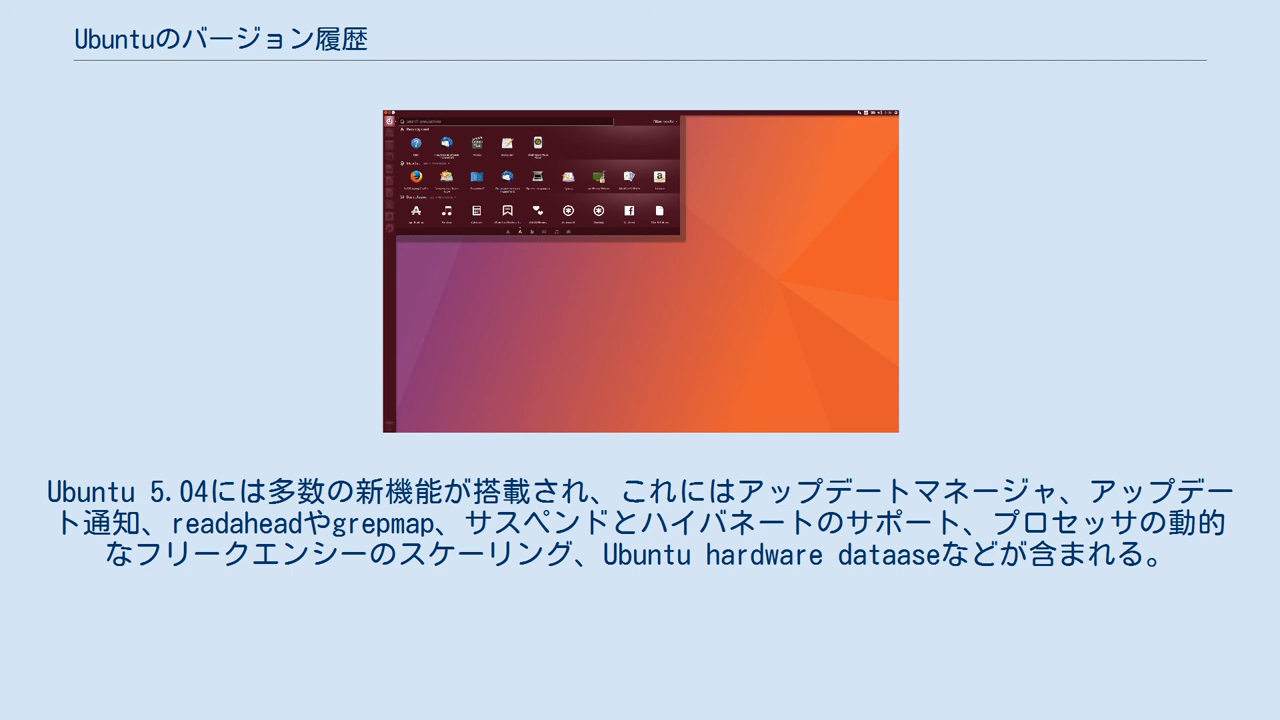 Ubuntuのバージョン履歴
Ubuntu 5.04には多数の新機能が搭載され、これにはアップデートマネージャ、アップデー
ト通知、readaheadやgrepmap、サスペンドとハイバネートのサポート、プロセッサの動的
なフリークエンシーのスケーリング、Ubuntu hardware dataaseなどが含まれる。